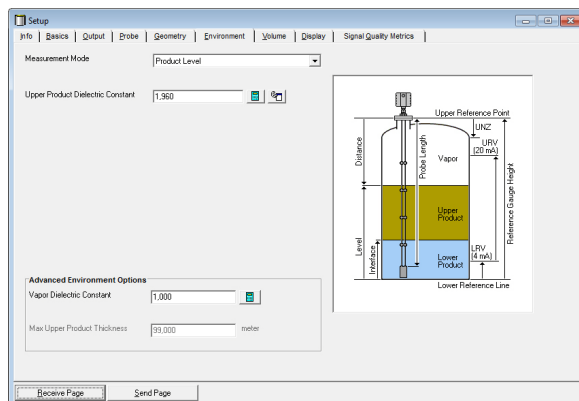 Setup
Info Basics Output Probe Geometry Environment Volume Display Signal Quality Metrics
Measurement Mode Product Level
Upper Product Dielectric Constant 1,960
Upper Reference Point
UNZ
URV
(20 mA)
Distance
Probe Length
Vapor
Reference Gauge Height
Upper
Product
Level
Interface
LRV
(4 mA)
Lower
Product
Lower Reference Line
Advanced Environment Options
Vapor Dielectric Constant 1,000
Max Upper Product Thickness 99,000 meter
Receive Page Send Page